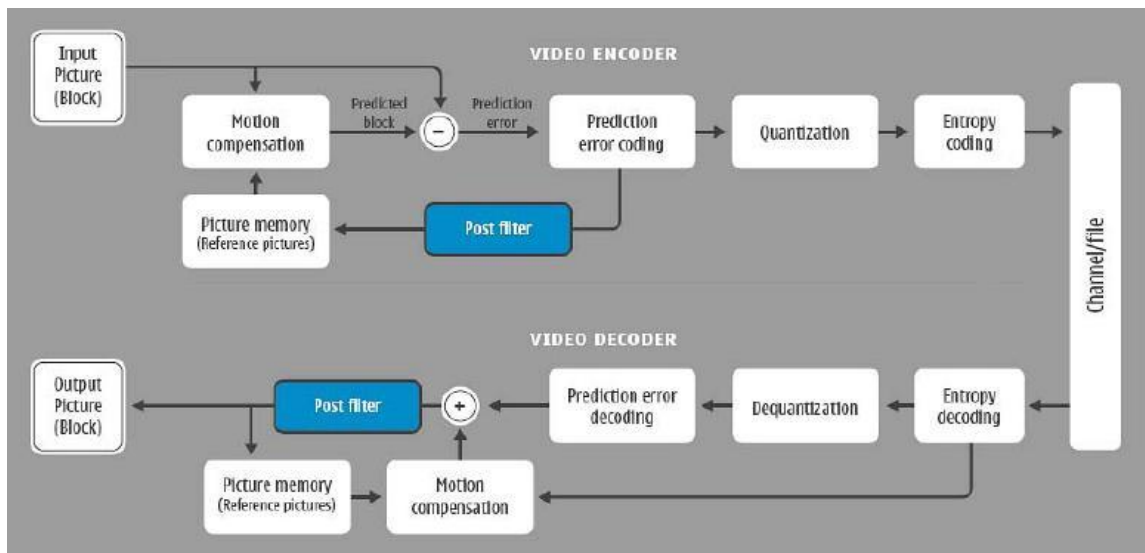 Input
Picture
(Block)
VIDEO ENCODER
Motion
compensation
Predicted
block
−
Prediction
error
Prediction
error coding
Quantization
Entropy
coding
Picture memory
(Reference pictures)
Post filter
Channel/file
VIDEO DECODER
Output
Picture
(Block)
Post filter
+
Prediction error
decoding
Dequantization
Entropy
decoding
Picture memory
(Reference pictures)
Motion
compensation